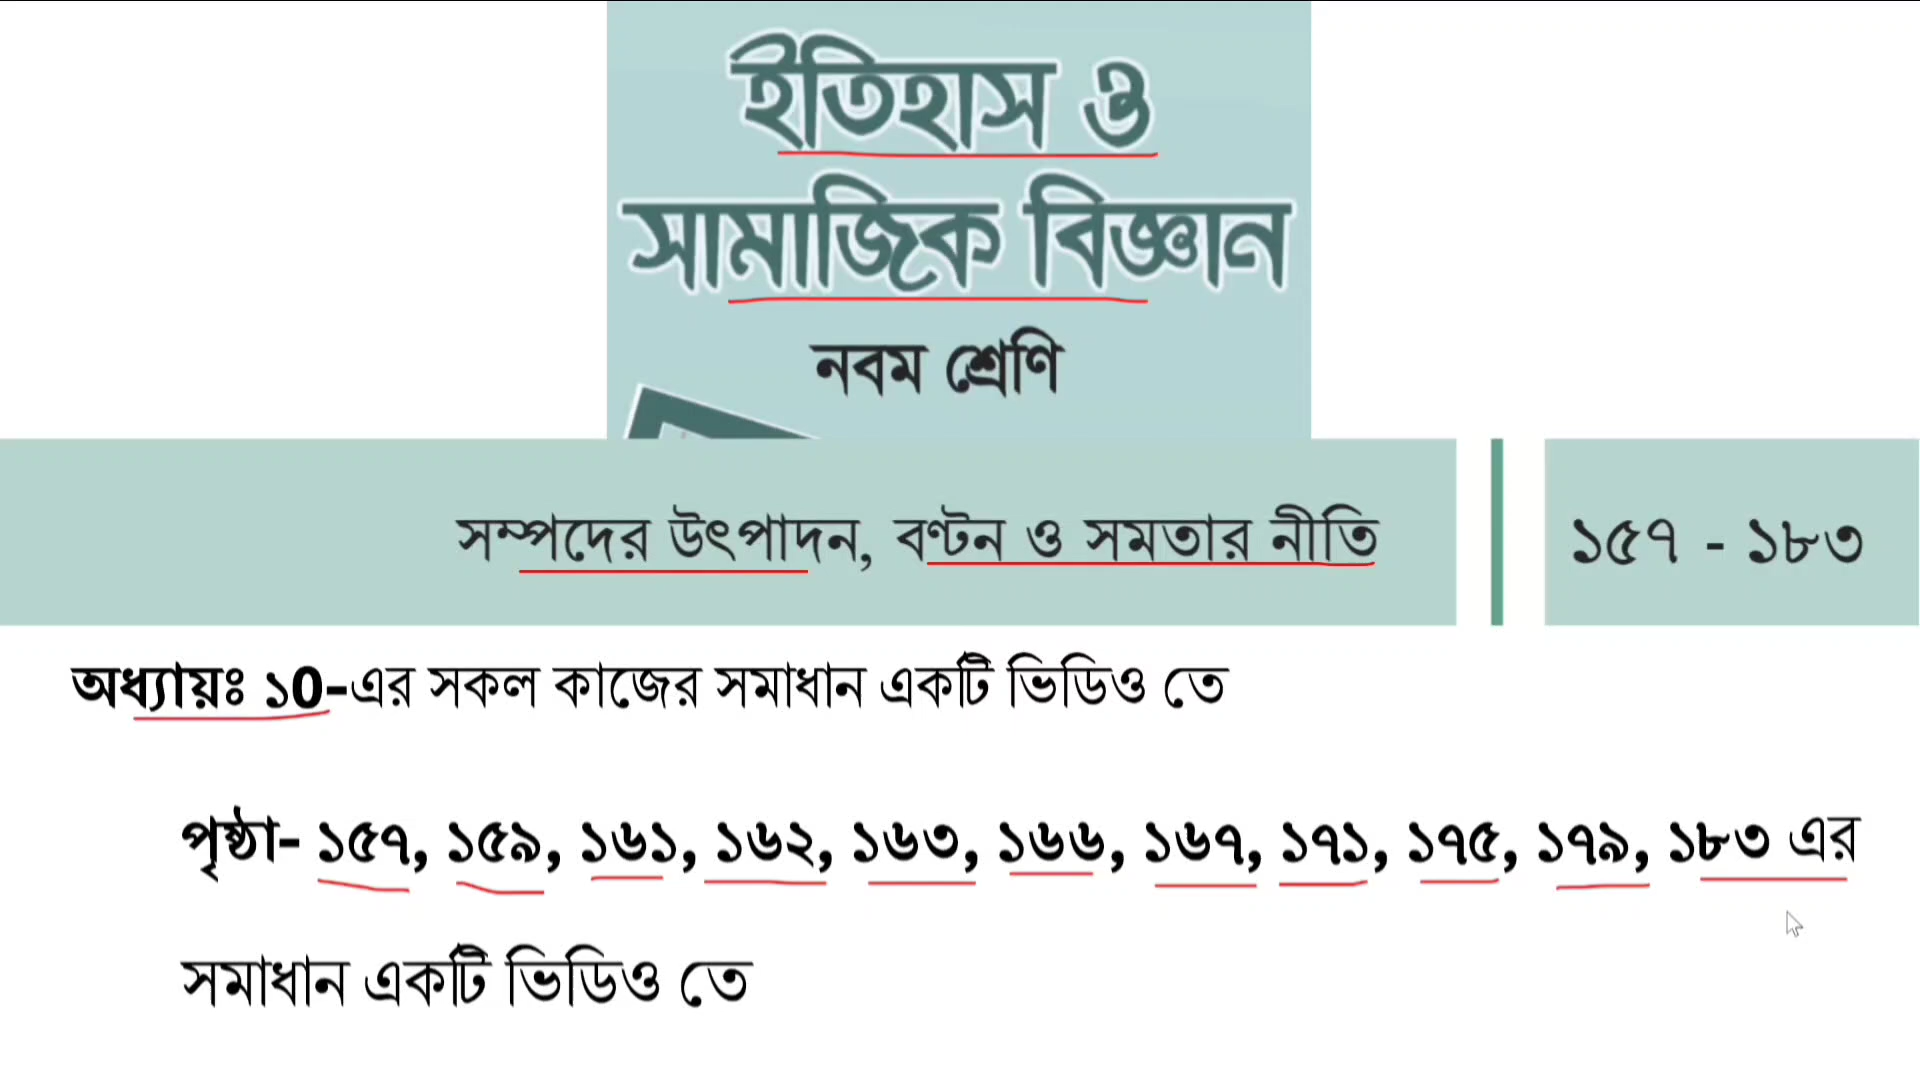 ইতিহাস ও
সামাজিক বিজ্ঞান
নবম শ্রেণি
সম্পদের উৎপাদন, বণ্টন ও সমতার নীতি
১৫৭ - ১৮৩
অধ্যায়ঃ ১0-এর সকল কাজের সমাধান একটি ভিডিও তে
পৃষ্ঠা- ১৫৭, ১৫৯, ১৬১, ১৬২, ১৬৩, ১৬৬, ১৬৭, ১৭১, ১৭৫, ১৭৯, ১৮৩ এর
সমাধান একটি ভিডিও তে